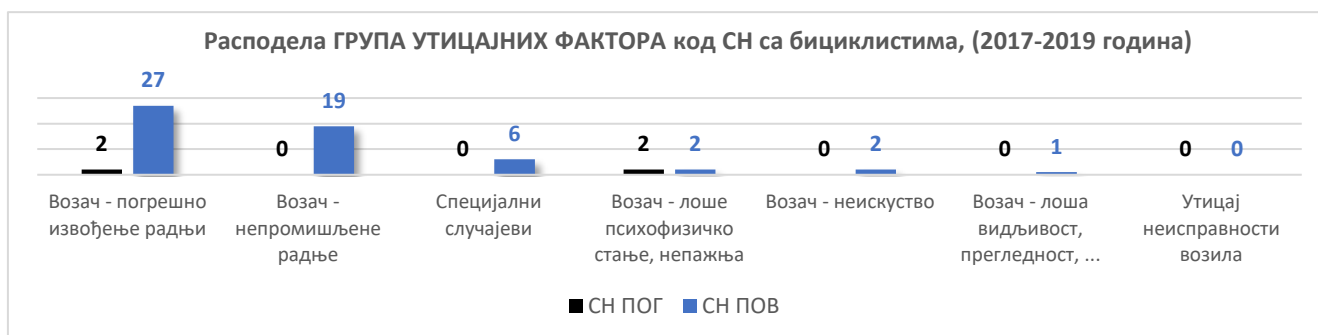 Расподела ГРУПА УТИЦАЈНИХ ФАКТОРА код СН са бициклистима, (2017-2019 година)
27
2
19
0
6
0
2
2
0
2
0
1
0
0
Возач - погрешно
извођење радњи
Возач -
непромишљене
радње
Специјални
случајеви
Возач - лоше
психофизичко
стање, непажња
Возач - неискуство
Возач - лоша
видљивост,
прегледност, ...
Утицај
неисправности
возила
СН ПОГ
СН ПОВ